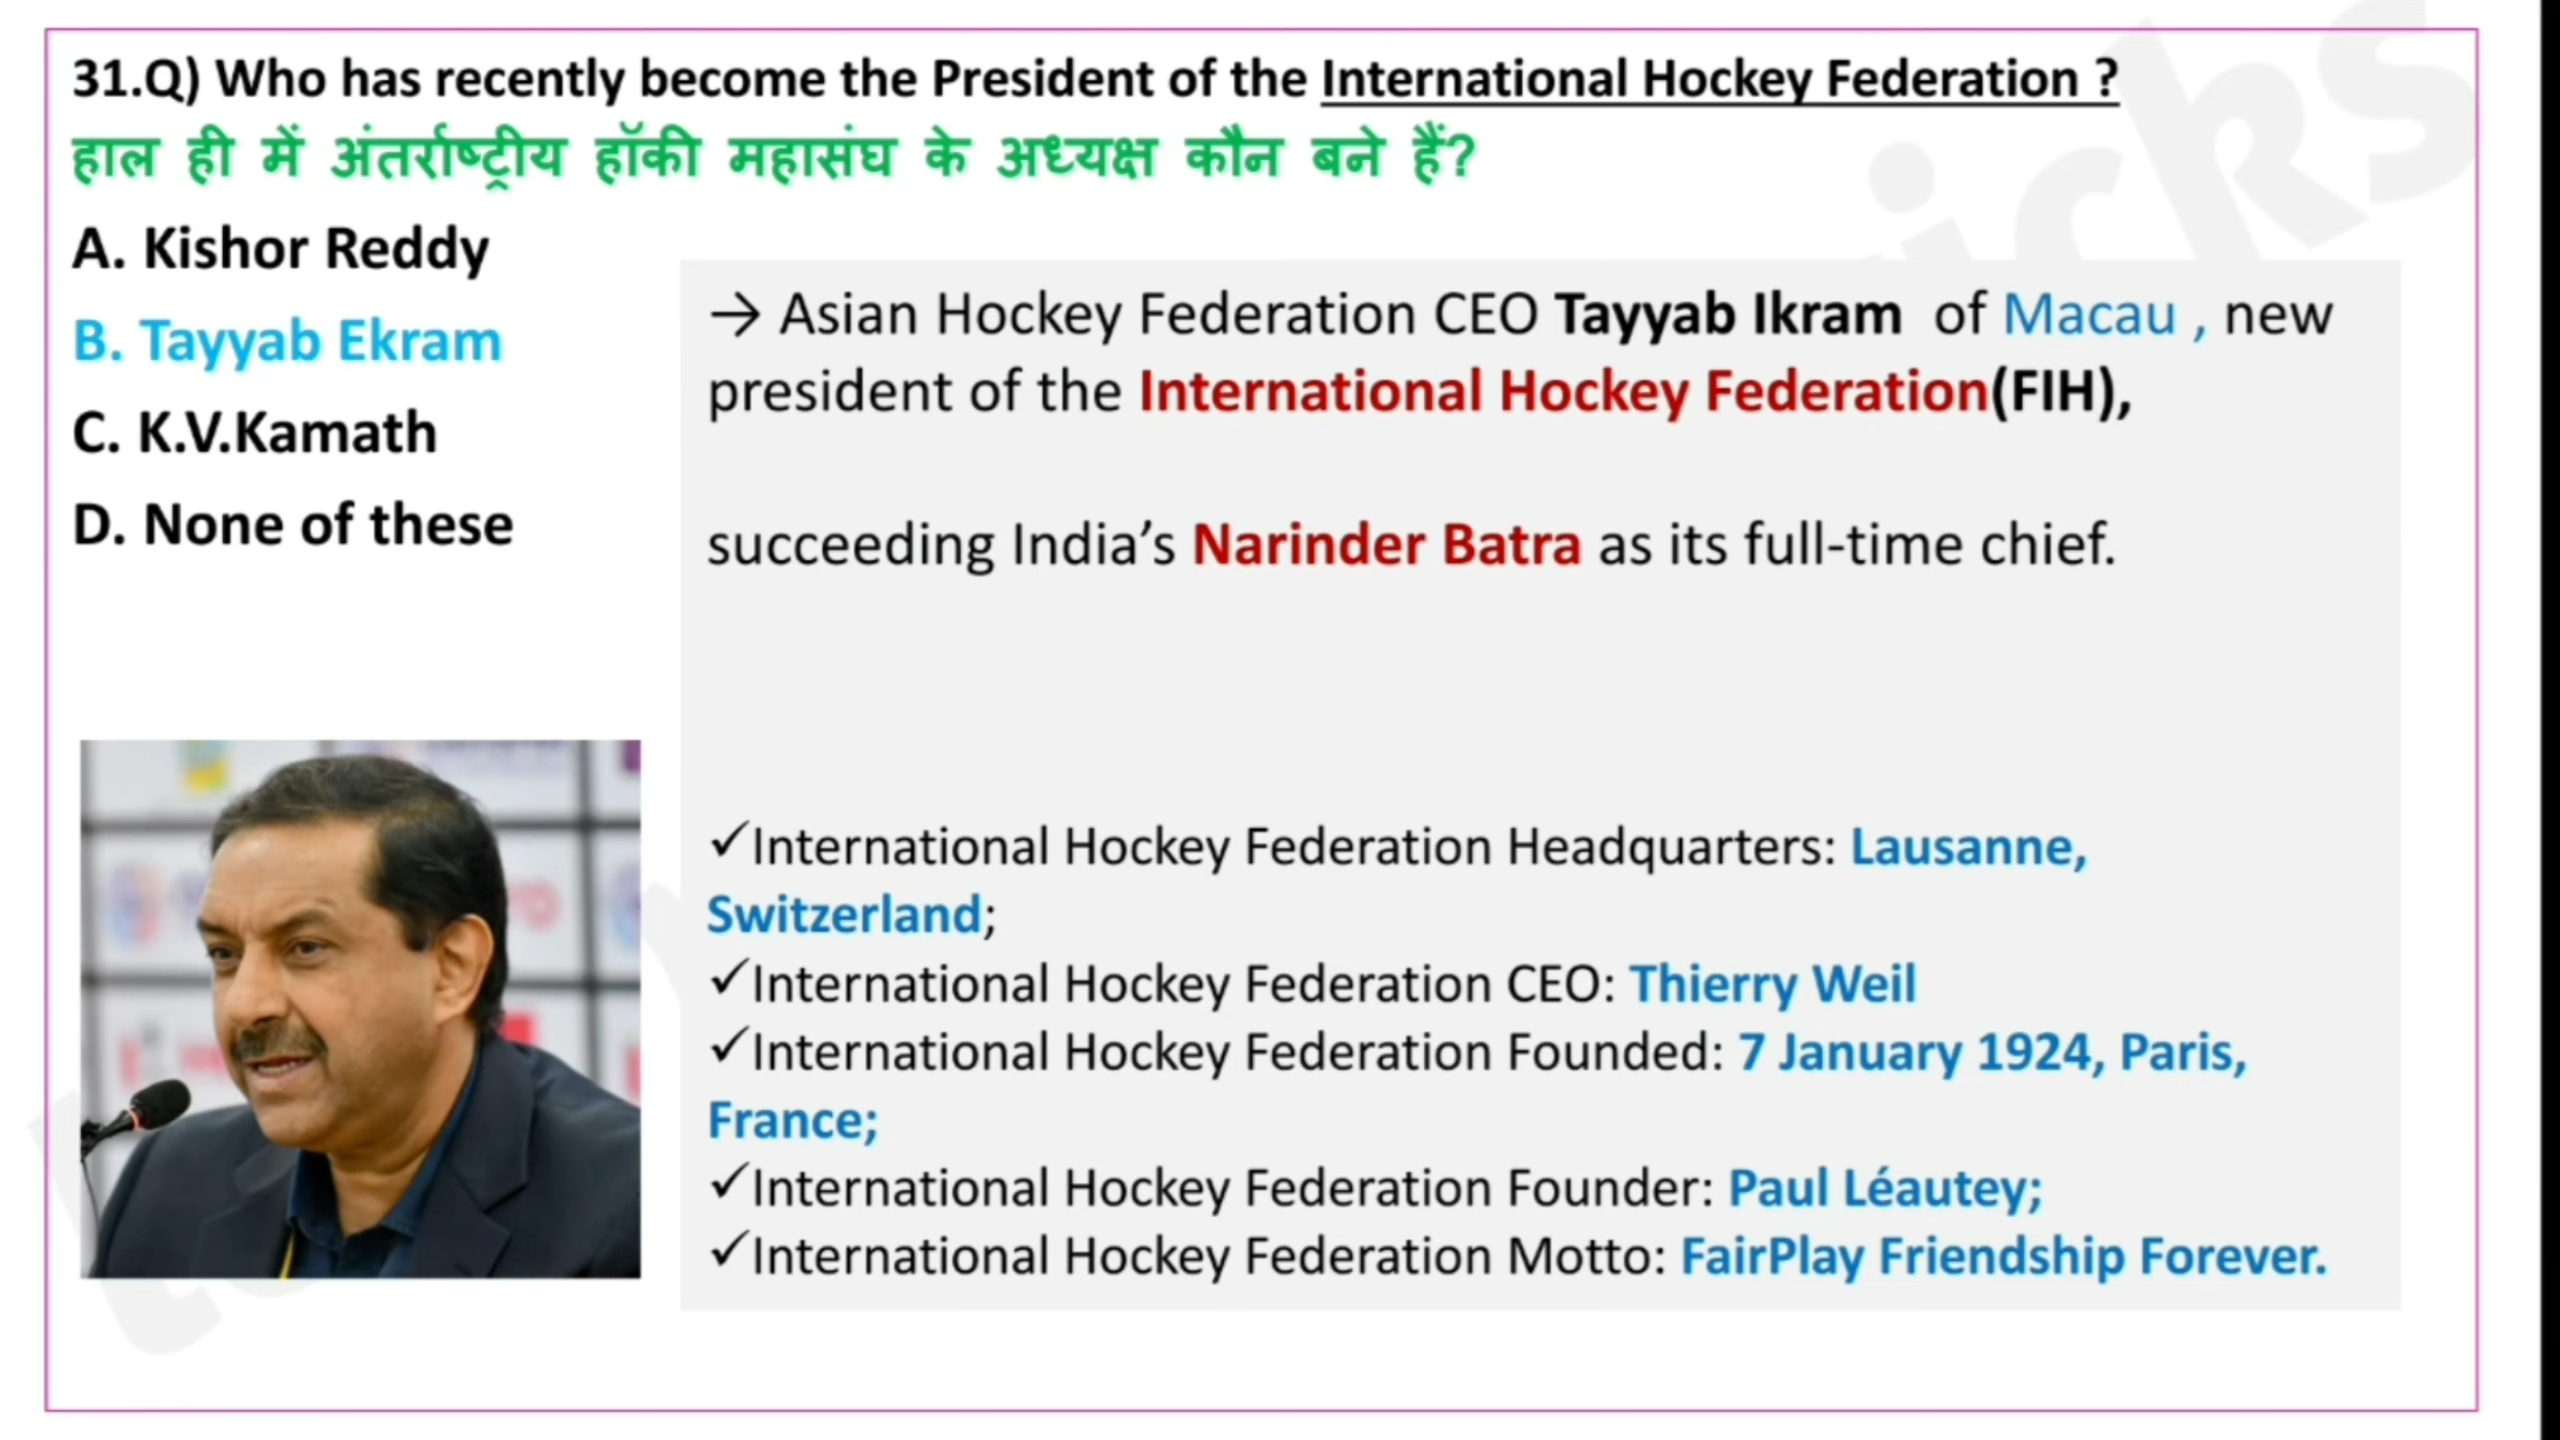 31.Q) Who has recently become the President of the International Hockey Federation ?
हाल ही में अंतर्राष्ट्रीय हॉकी महासंघ के अध्यक्ष कौन बने हैं?
A. Kishor Reddy
B. Tayyab Ekram
C. K.V.Kamath
D. None of these
→ Asian Hockey Federation CEO Tayyab Ikram of Macau , new
president of the International Hockey Federation(FIH),
succeeding India’s Narinder Batra as its full-time chief.
✓International Hockey Federation Headquarters: Lausanne,
Switzerland;
✓International Hockey Federation CEO: Thierry Weil
✓International Hockey Federation Founded: 7 January 1924, Paris,
France;
✓International Hockey Federation Founder: Paul Léautey;
✓International Hockey Federation Motto: FairPlay Friendship Forever.